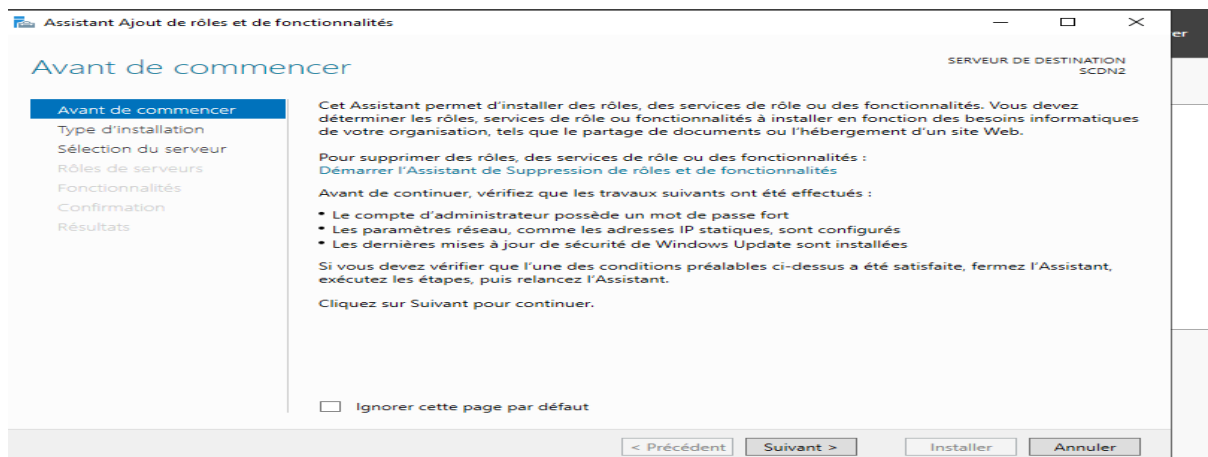 Assistant Ajout de rôles et de fonctionnalités
er
Avant de commencer
SERVEUR DE DESTINATION
SCDN2
Avant de commencer
Type d'installation
Sélection du serveur
Rôles de serveurs
Fonctionnalités
Confirmation
Résultats
Cet Assistant permet d'installer des rôles, des services de rôle ou des fonctionnalités. Vous devez
déterminer les rôles, services de rôle ou fonctionnalités à installer en fonction des besoins informatiques
de votre organisation, tels que le partage de documents ou l'hébergement d'un site Web.
Pour supprimer des rôles, des services de rôle ou des fonctionnalités :
Démarrer l'Assistant de Suppression de rôles et de fonctionnalités
Avant de continuer, vérifiez que les travaux suivants ont été effectués :
• Le compte d'administrateur possède un mot de passe fort
• Les paramètres réseau, comme les adresses IP statiques, sont configurés
• Les dernières mises à jour de sécurité de Windows Update sont installées
Si vous devez vérifier que l'une des conditions préalables ci-dessus a été satisfaite, fermez l'Assistant,
exécutez les étapes, puis relancez l'Assistant.
Cliquez sur Suivant pour continuer.
Ignorer cette page par défaut
< Précédent
Suivant >
Installer
Annuler